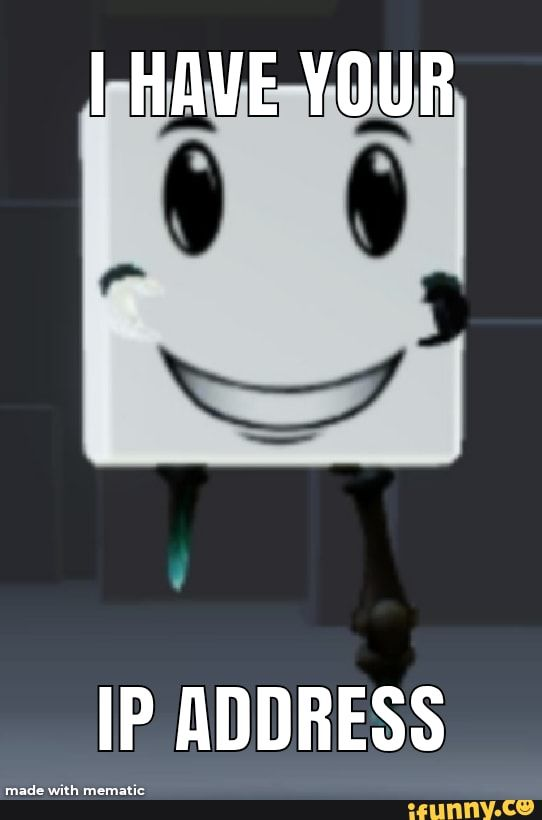 I HAVE YOUR
IP ADDRESS
made with mematic
ifunny.co